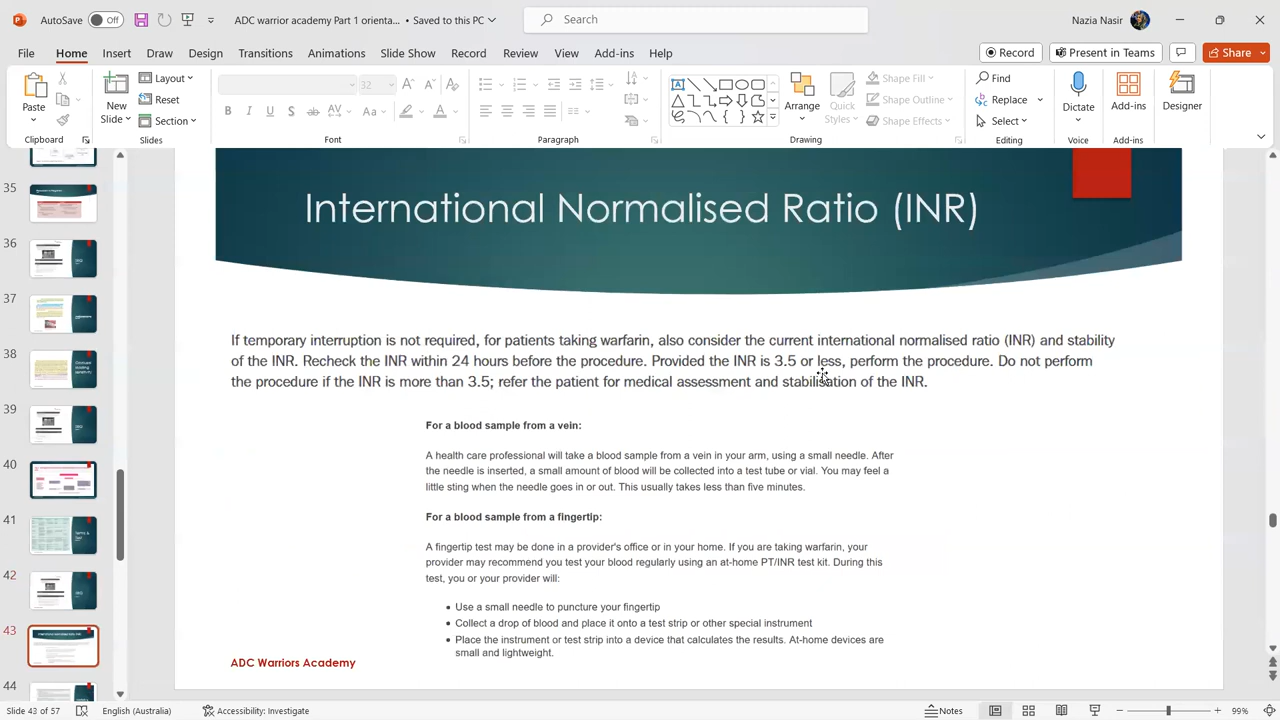 AutoSave Off ADC warrior academy Part 1 orienta... • Saved to this PC Search Nazia Nasir
File Home Insert Draw Design Transitions Animations Slide Show Record Review View Add-ins Help Record Present in Teams Share
Paste New Slide Layout Reset Section 32 B I U S ab AV Aa A Arrange Quick Styles Shape Fill Shape Outline Shape Effects Find Replace Select Dictate Add-ins Designer
Clipboard Slides Font Paragraph Drawing Editing Voice Add-ins
35
36
37
38
39
40
41
42
43
44
International Normalised Ratio (INR)
If temporary interruption is not required, for patients taking warfarin, also consider the current international normalised ratio (INR) and stability
of the INR. Recheck the INR within 24 hours before the procedure. Provided the INR is 3.5 or less, perform the procedure. Do not perform
the procedure if the INR is more than 3.5; refer the patient for medical assessment and stabilisation of the INR.
For a blood sample from a vein:
A health care professional will take a blood sample from a vein in your arm, using a small needle. After
the needle is inserted, a small amount of blood will be collected into a test tube or vial. You may feel a
little sting when the needle goes in or out. This usually takes less than five minutes.
For a blood sample from a fingertip:
A fingertip test may be done in a provider's office or in your home. If you are taking warfarin, your
provider may recommend you test your blood regularly using an at-home PT/INR test kit. During this
test, you or your provider will:
• Use a small needle to puncture your fingertip
• Collect a drop of blood and place it onto a test strip or other special instrument
• Place the instrument or test strip into a device that calculates the results. At-home devices are
small and lightweight.
ADC Warriors Academy
Slide 43 of 57 English (Australia) Accessibility: Investigate Notes 99%